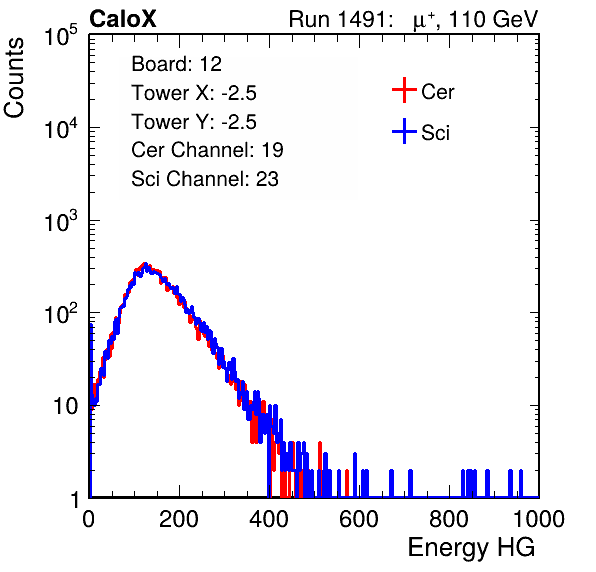 CaloX Run 1491: μ⁺, 110 GeV
Board: 12
Tower X: -2.5
Tower Y: -2.5
Cer Channel: 19
Sci Channel: 23
Cer
Sci
Counts
10⁵
10⁴
10³
10²
10
1
0 200 400 600 800 1000
Energy HG